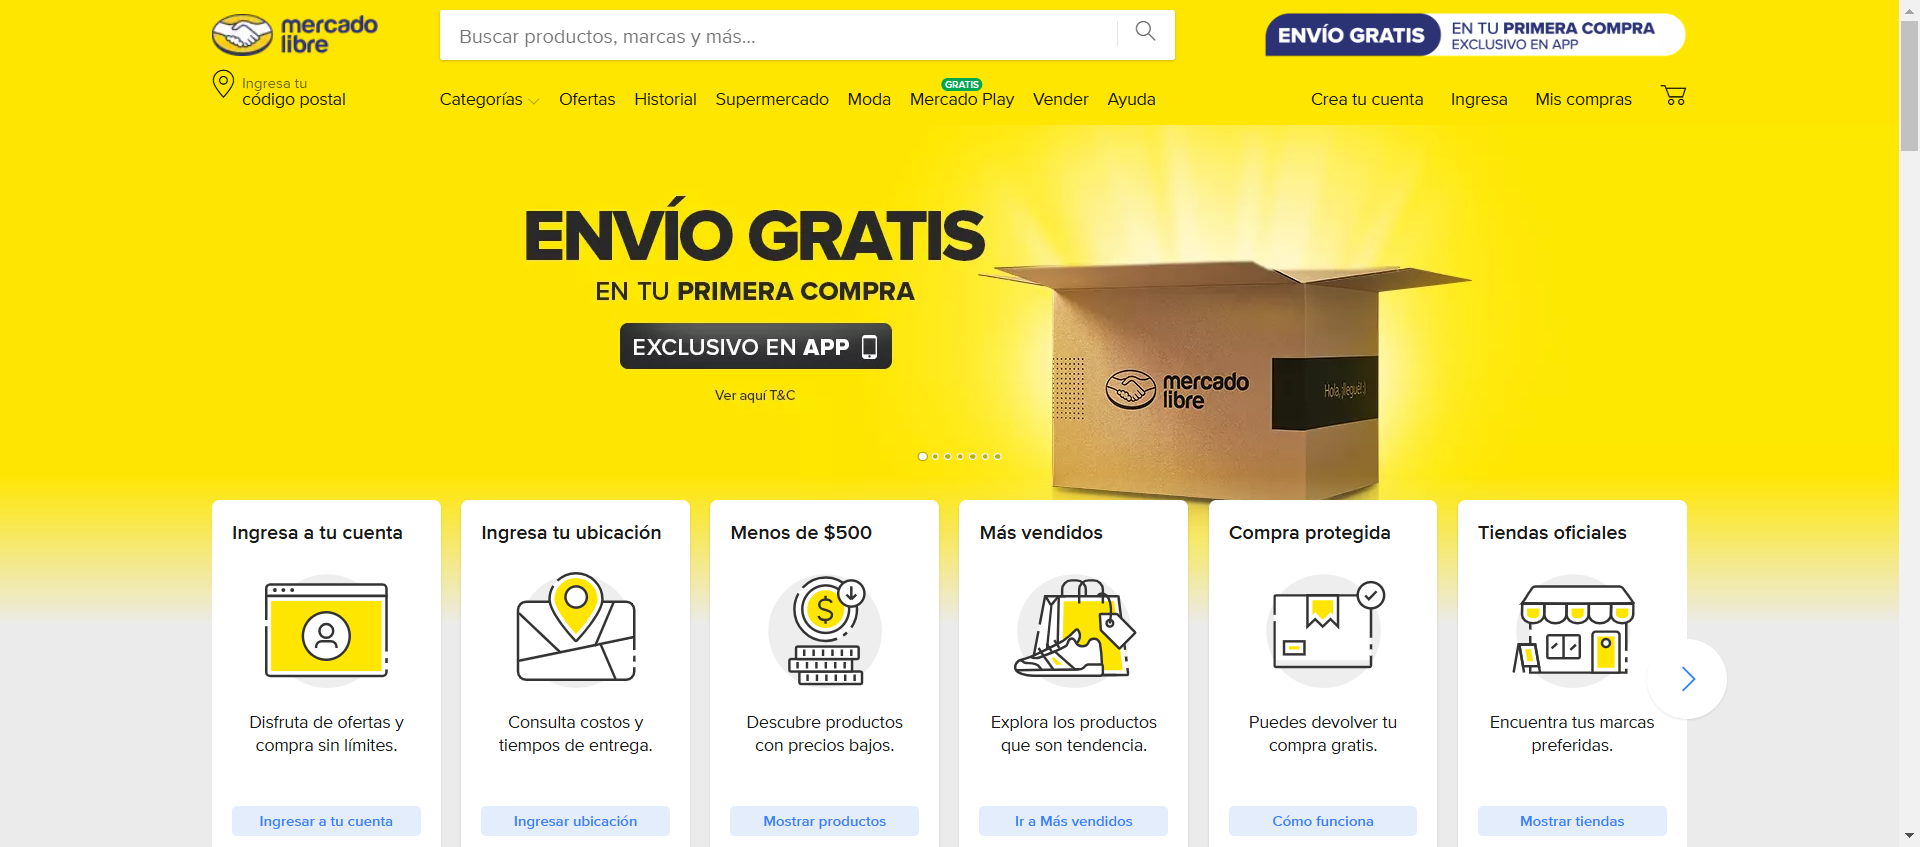 mercado
libre
Buscar productos, marcas y más...
ENVÍO GRATIS
EN TU PRIMERA COMPRA
EXCLUSIVO EN APP
Ingresa tu
código postal
Categorías
Ofertas
Historial
Supermercado
Moda
GRATIS
Mercado Play
Vender
Ayuda
Crea tu cuenta
Ingresa
Mis compras
ENVÍO GRATIS
EN TU PRIMERA COMPRA
EXCLUSIVO EN APP
Ver aquí T&C
mercado
libre
Hola, ¡llegué! :)
Ingresa a tu cuenta
Disfruta de ofertas y
compra sin límites.
Ingresar a tu cuenta
Ingresa tu ubicación
Consulta costos y
tiempos de entrega.
Ingresar ubicación
Menos de $500
$
Descubre productos
con precios bajos.
Mostrar productos
Más vendidos
Explora los productos
que son tendencia.
Ir a Más vendidos
Compra protegida
Puedes devolver tu
compra gratis.
Cómo funciona
Tiendas oficiales
Encuentra tus marcas
preferidas.
Mostrar tiendas